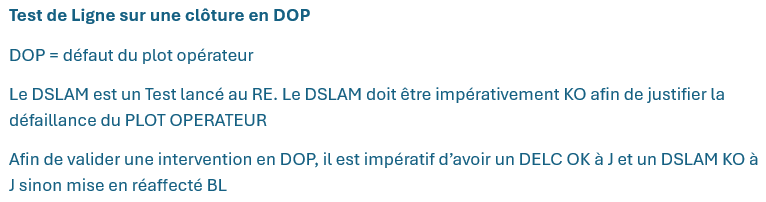 Test de Ligne sur une clôture en DOP
DOP = défaut du plot opérateur
Le DSLAM est un Test lancé au RE. Le DSLAM doit être impérativement KO afin de justifier la
défaillance du PLOT OPERATEUR
Afin de valider une intervention en DOP, il est impératif d’avoir un DELC OK à J et un DSLAM KO à
J sinon mise en réaffecté BL